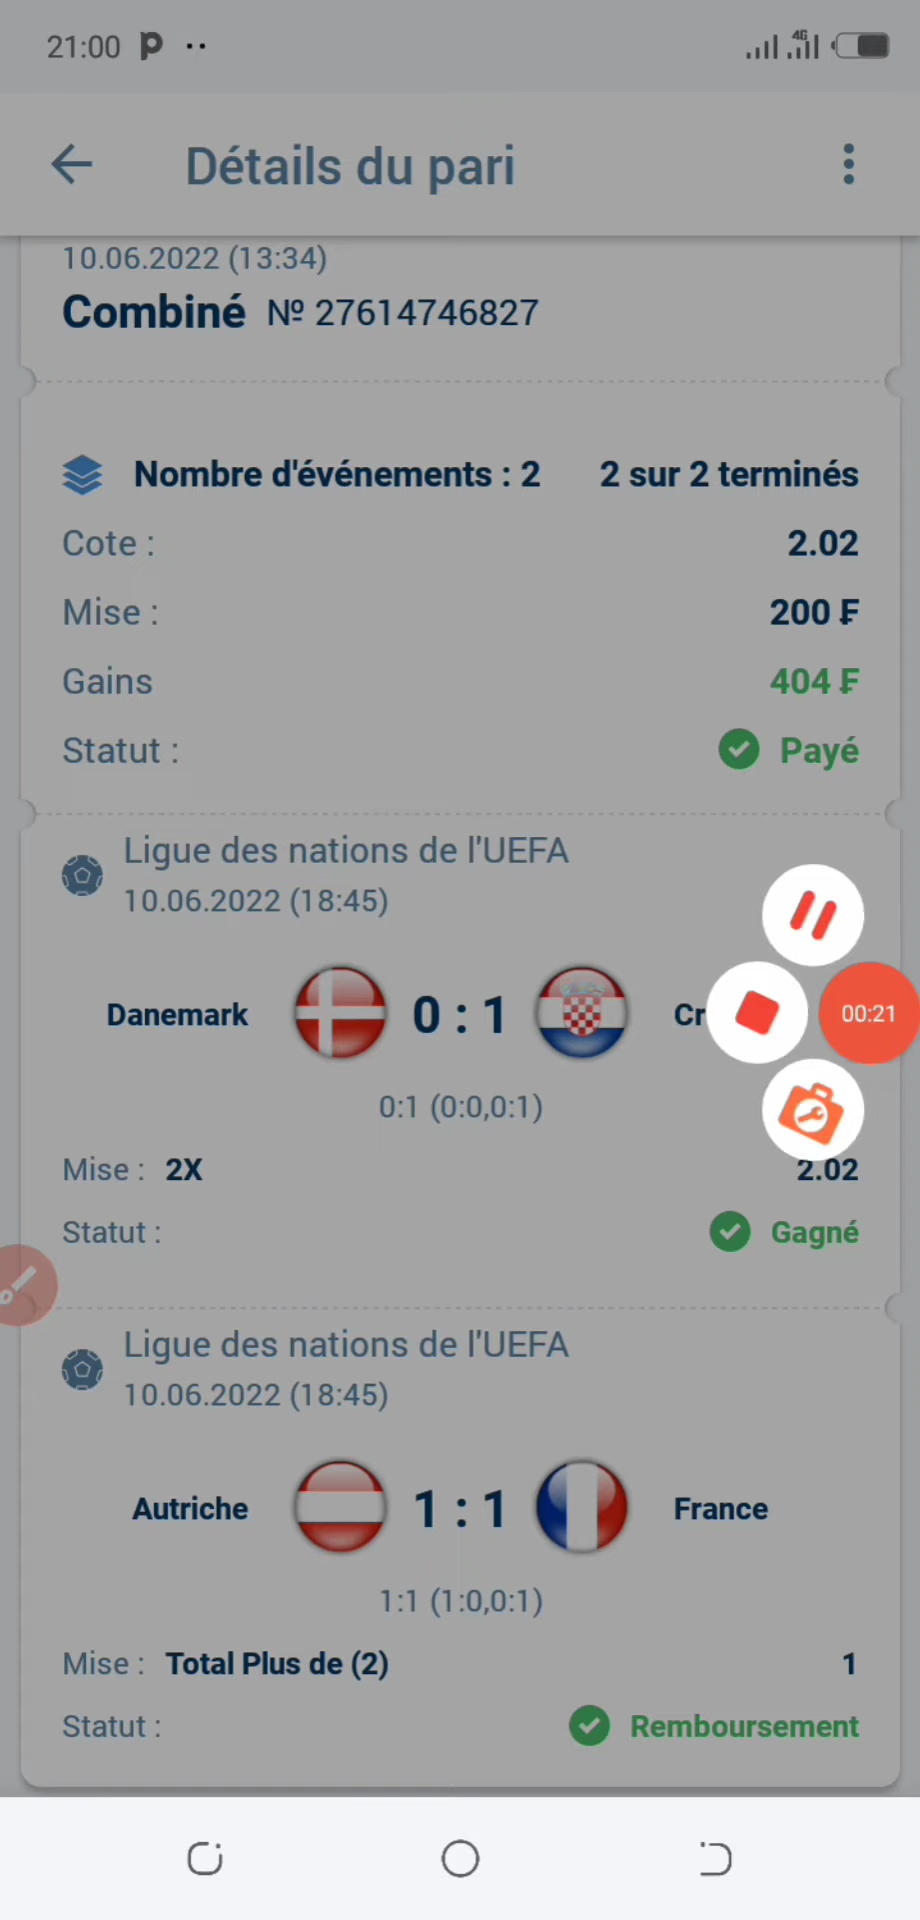 21:00
4G
Détails du pari
10.06.2022 (13:34)
Combiné № 27614746827
Nombre d'événements : 2 2 sur 2 terminés
Cote : 2.02
Mise : 200 ₣
Gains 404 ₣
Statut : Payé
Ligue des nations de l'UEFA
10.06.2022 (18:45)
Danemark 0 : 1 Cr
00:21
0:1 (0:0,0:1)
Mise : 2X 2.02
Statut : Gagné
Ligue des nations de l'UEFA
10.06.2022 (18:45)
Autriche 1 : 1 France
1:1 (1:0,0:1)
Mise : Total Plus de (2) 1
Statut : Remboursement